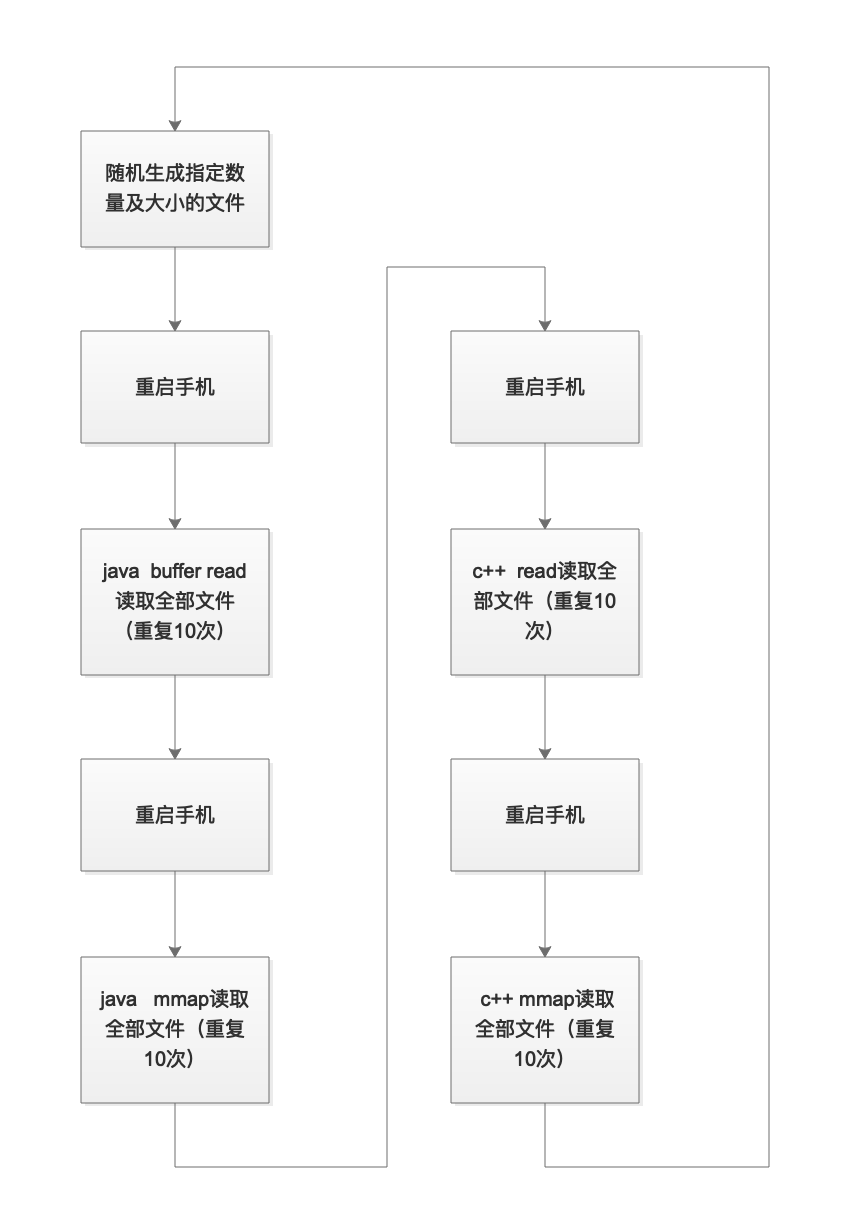 随机生成指定数
量及大小的文件
重启手机
java  buffer read
读取全部文件
（重复10次）
重启手机
java   mmap读取
全部文件（重复
10次）
重启手机
c++  read读取全
部文件（重复10
次）
重启手机
c++ mmap读取
全部文件（重复
10次）